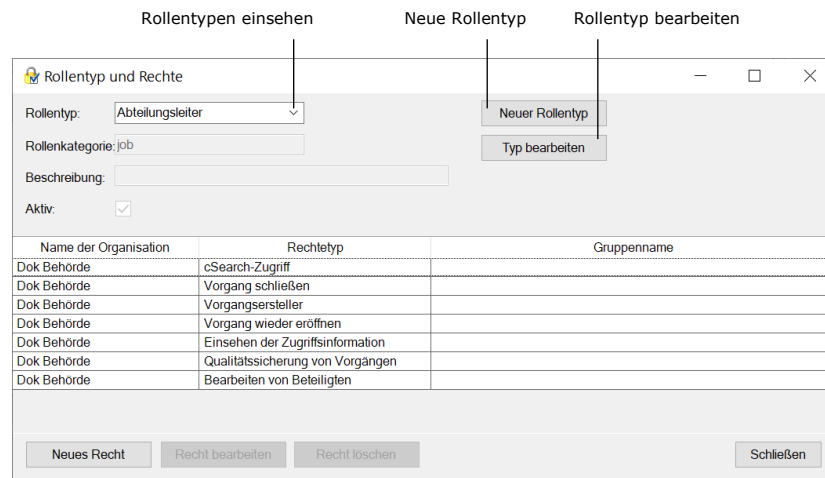 Rollentypen einsehen Neue Rollentyp Rollentyp bearbeiten
Rollentyp und Rechte
Rollentyp: Abteilungsleiter Neuer Rollentyp
Rollenkategorie: job Typ bearbeiten
Beschreibung:
Aktiv:
Name der Organisation Rechtetyp Gruppenname
Dok Behörde cSearch-Zugriff
Dok Behörde Vorgang schließen
Dok Behörde Vorgangsersteller
Dok Behörde Vorgang wieder eröffnen
Dok Behörde Einsehen der Zugriffsinformation
Dok Behörde Qualitätssicherung von Vorgängen
Dok Behörde Bearbeiten von Beteiligten
Neues Recht Recht bearbeiten Recht löschen Schließen